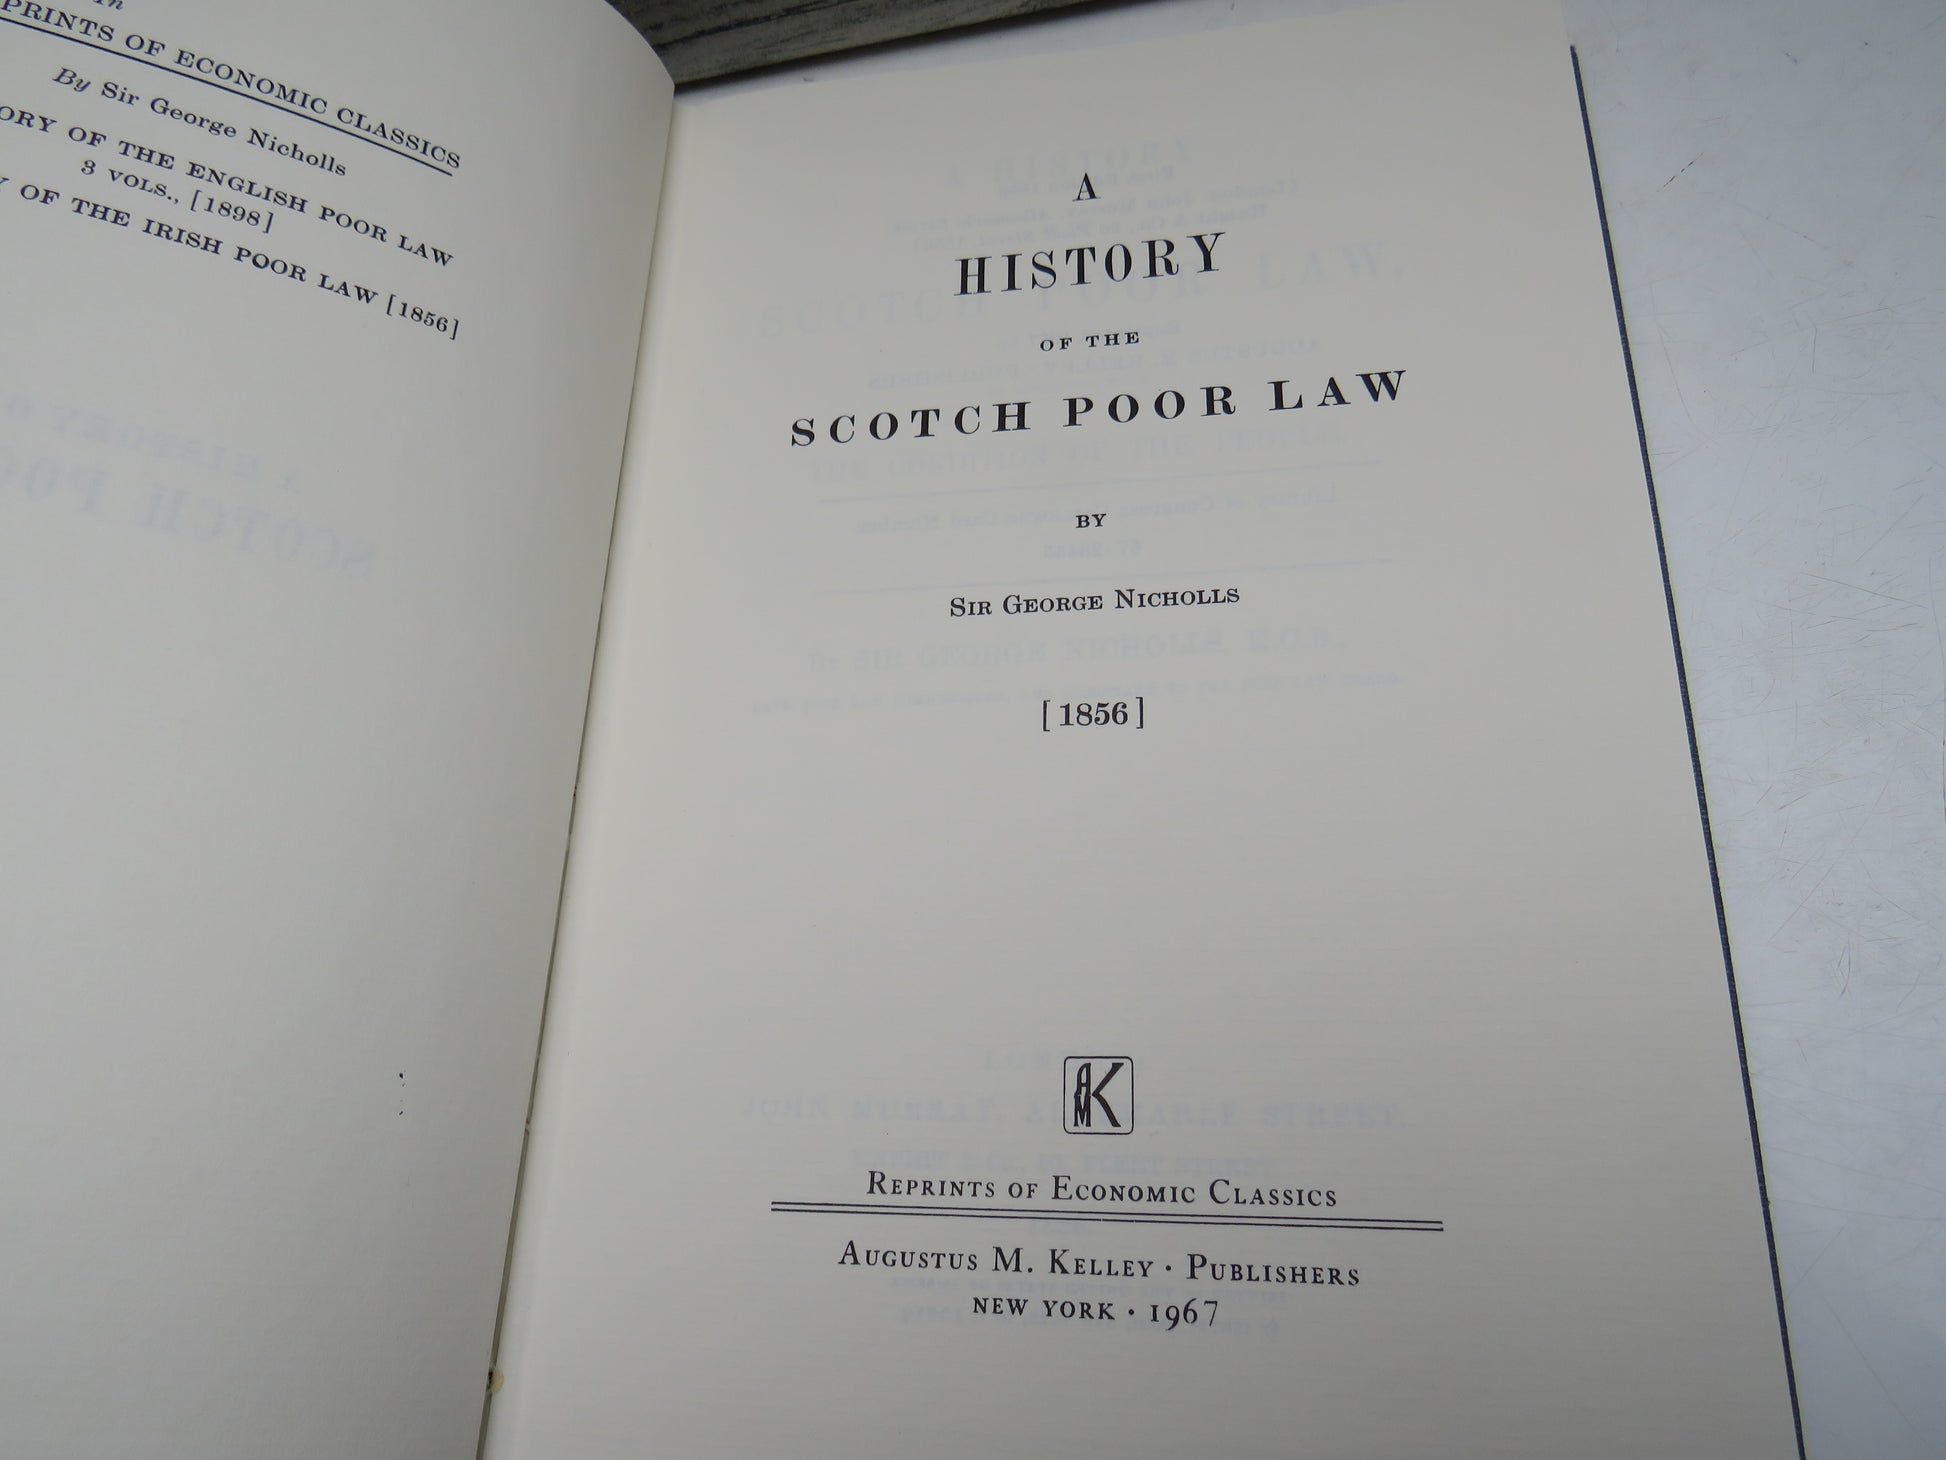 In
PRINTS OF ECONOMIC CLASSICS
By Sir George Nicholls
ORY OF THE ENGLISH POOR LAW
3 VOLS., [1898]
Y OF THE IRISH POOR LAW [1856]
A
HISTORY
OF THE
SCOTCH POOR LAW
BY
SIR GEORGE NICHOLLS
[1856]
AMK
REPRINTS OF ECONOMIC CLASSICS
AUGUSTUS M. KELLEY · PUBLISHERS
NEW YORK · 1967